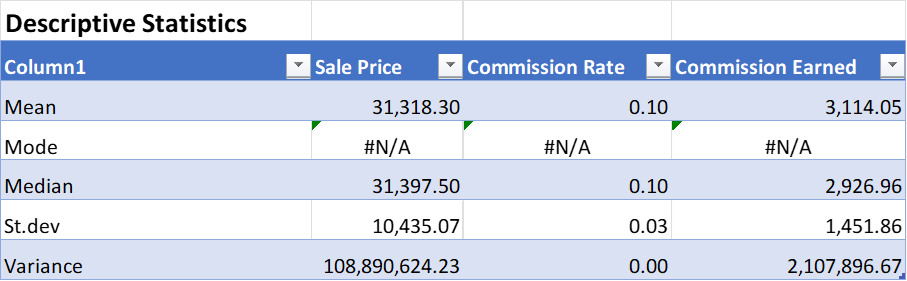 Descriptive Statistics
Column1 Sale Price Commission Rate Commission Earned
Mean 31,318.30 0.10 3,114.05
Mode #N/A #N/A #N/A
Median 31,397.50 0.10 2,926.96
St.dev 10,435.07 0.03 1,451.86
Variance 108,890,624.23 0.00 2,107,896.67